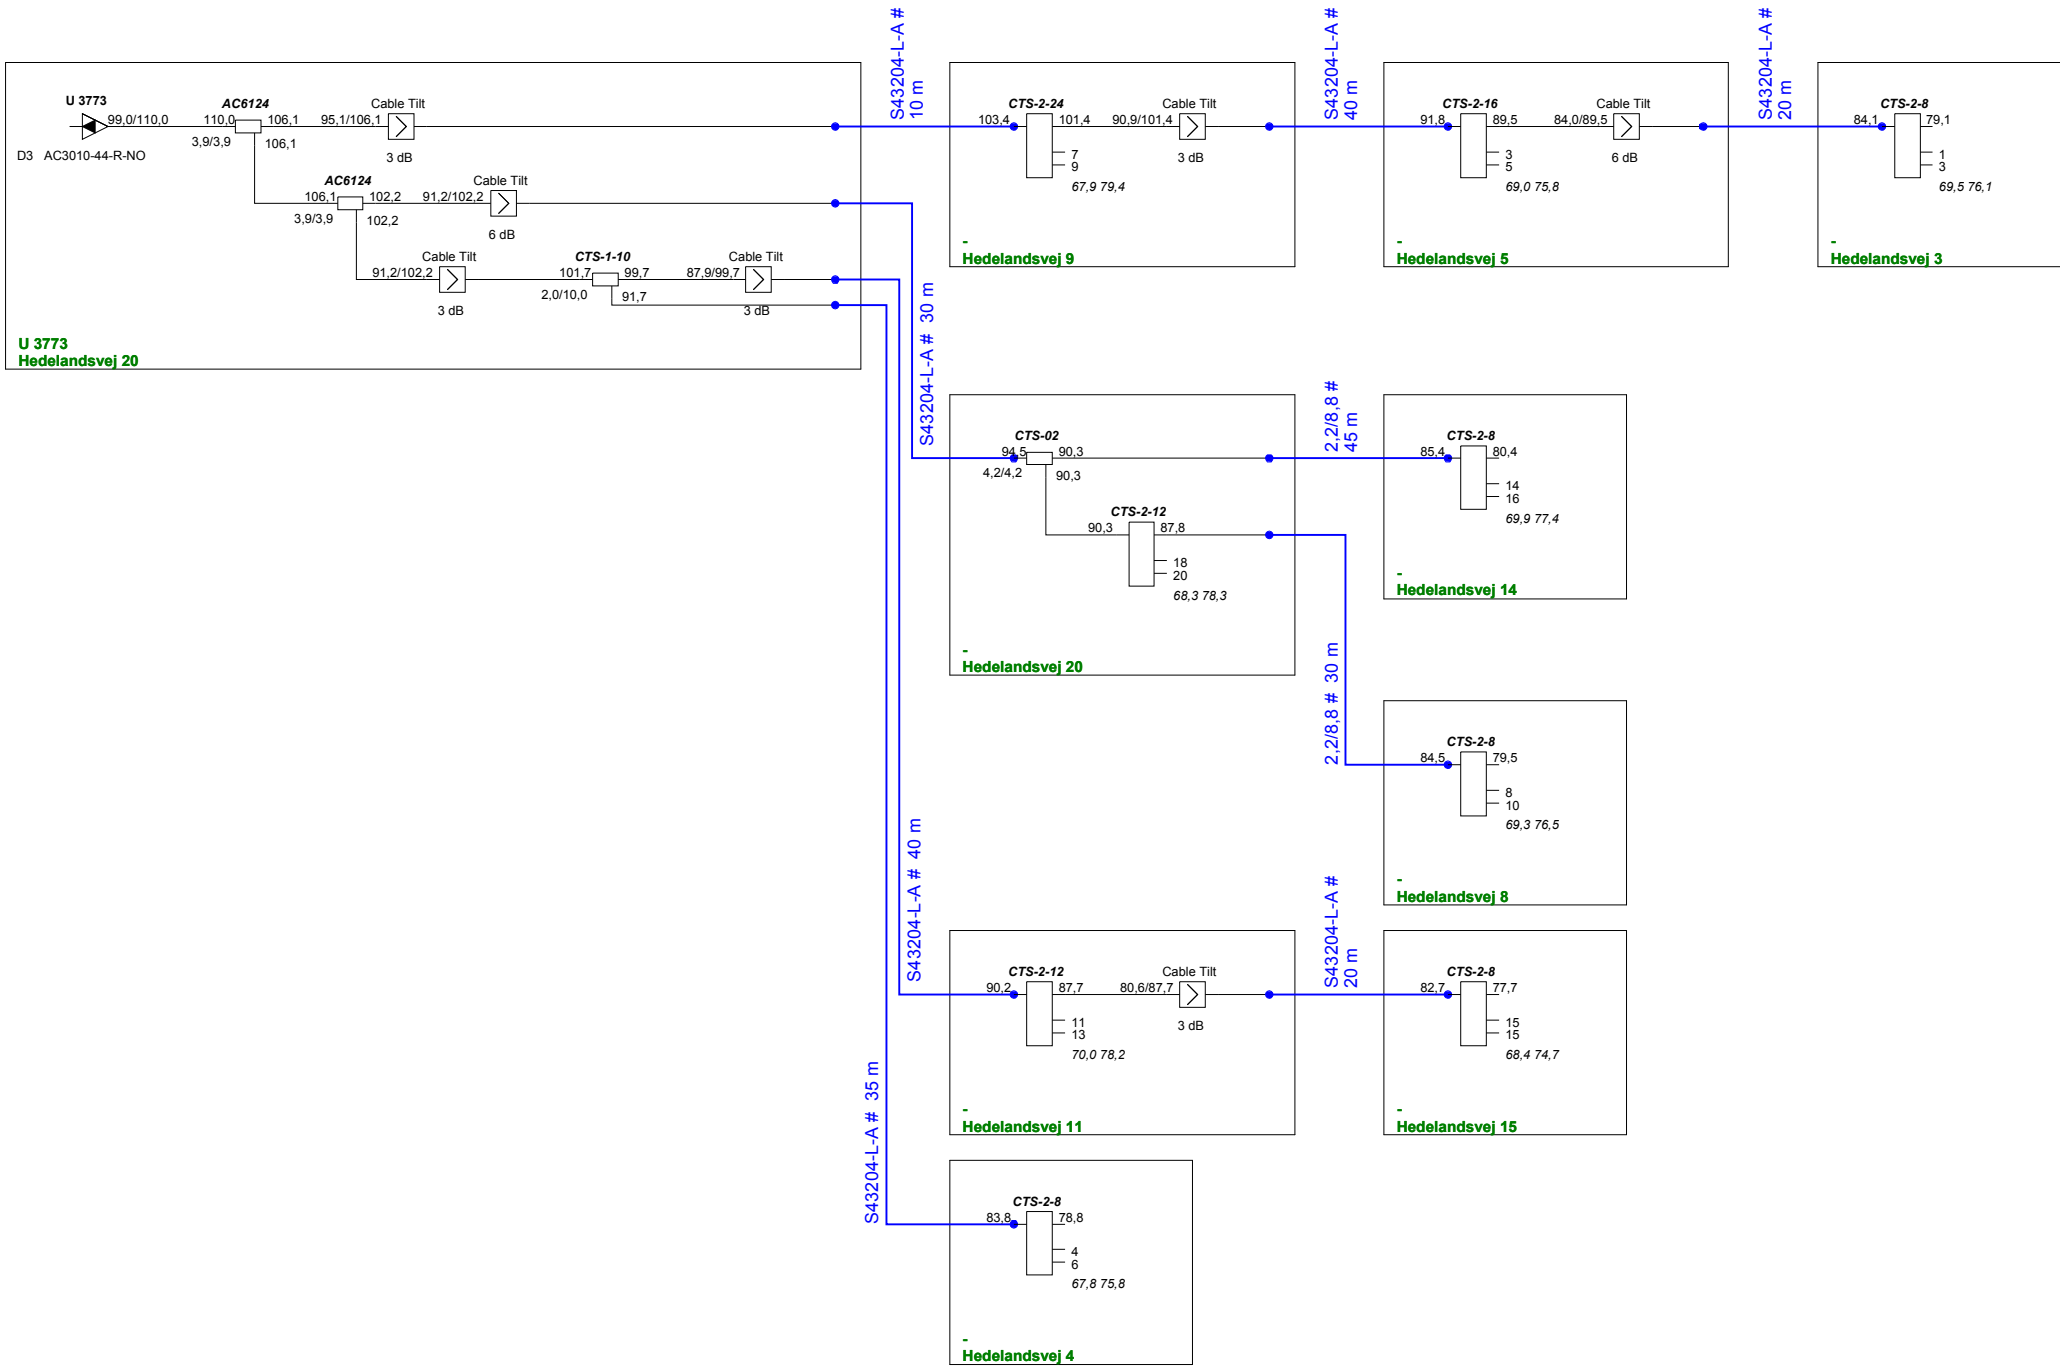 U 3773
99,0/110,0
D3 AC3010-44-R-NO
AC6124
110,0
106,1
3,9/3,9
106,1
95,1/106,1
Cable Tilt
3 dB
AC6124
106,1
102,2
3,9/3,9
102,2
91,2/102,2
Cable Tilt
6 dB
91,2/102,2
Cable Tilt
3 dB
CTS-1-10
101,7
99,7
2,0/10,0
91,7
87,9/99,7
Cable Tilt
3 dB
U 3773
Hedelandsvej 20
S43204-L-A #
10 m
CTS-2-24
103,4
101,4
7
9
67,9 79,4
90,9/101,4
Cable Tilt
3 dB
-
Hedelandsvej 9
S43204-L-A #
40 m
CTS-2-16
91,8
89,5
3
5
69,0 75,8
84,0/89,5
Cable Tilt
6 dB
-
Hedelandsvej 5
S43204-L-A #
20 m
CTS-2-8
84,1
79,1
1
3
69,5 76,1
-
Hedelandsvej 3
S43204-L-A # 30 m
CTS-02
94,5
90,3
4,2/4,2
90,3
CTS-2-12
90,3
87,8
18
20
68,3 78,3
-
Hedelandsvej 20
2,2/8,8 #
45 m
CTS-2-8
85,4
80,4
14
16
69,9 77,4
-
Hedelandsvej 14
2,2/8,8 # 30 m
CTS-2-8
84,5
79,5
8
10
69,3 76,5
-
Hedelandsvej 8
S43204-L-A # 40 m
CTS-2-12
90,2
87,7
11
13
70,0 78,2
80,6/87,7
Cable Tilt
3 dB
-
Hedelandsvej 11
S43204-L-A #
20 m
CTS-2-8
82,7
77,7
15
15
68,4 74,7
-
Hedelandsvej 15
S43204-L-A # 35 m
CTS-2-8
83,8
78,8
4
6
67,8 75,8
-
Hedelandsvej 4